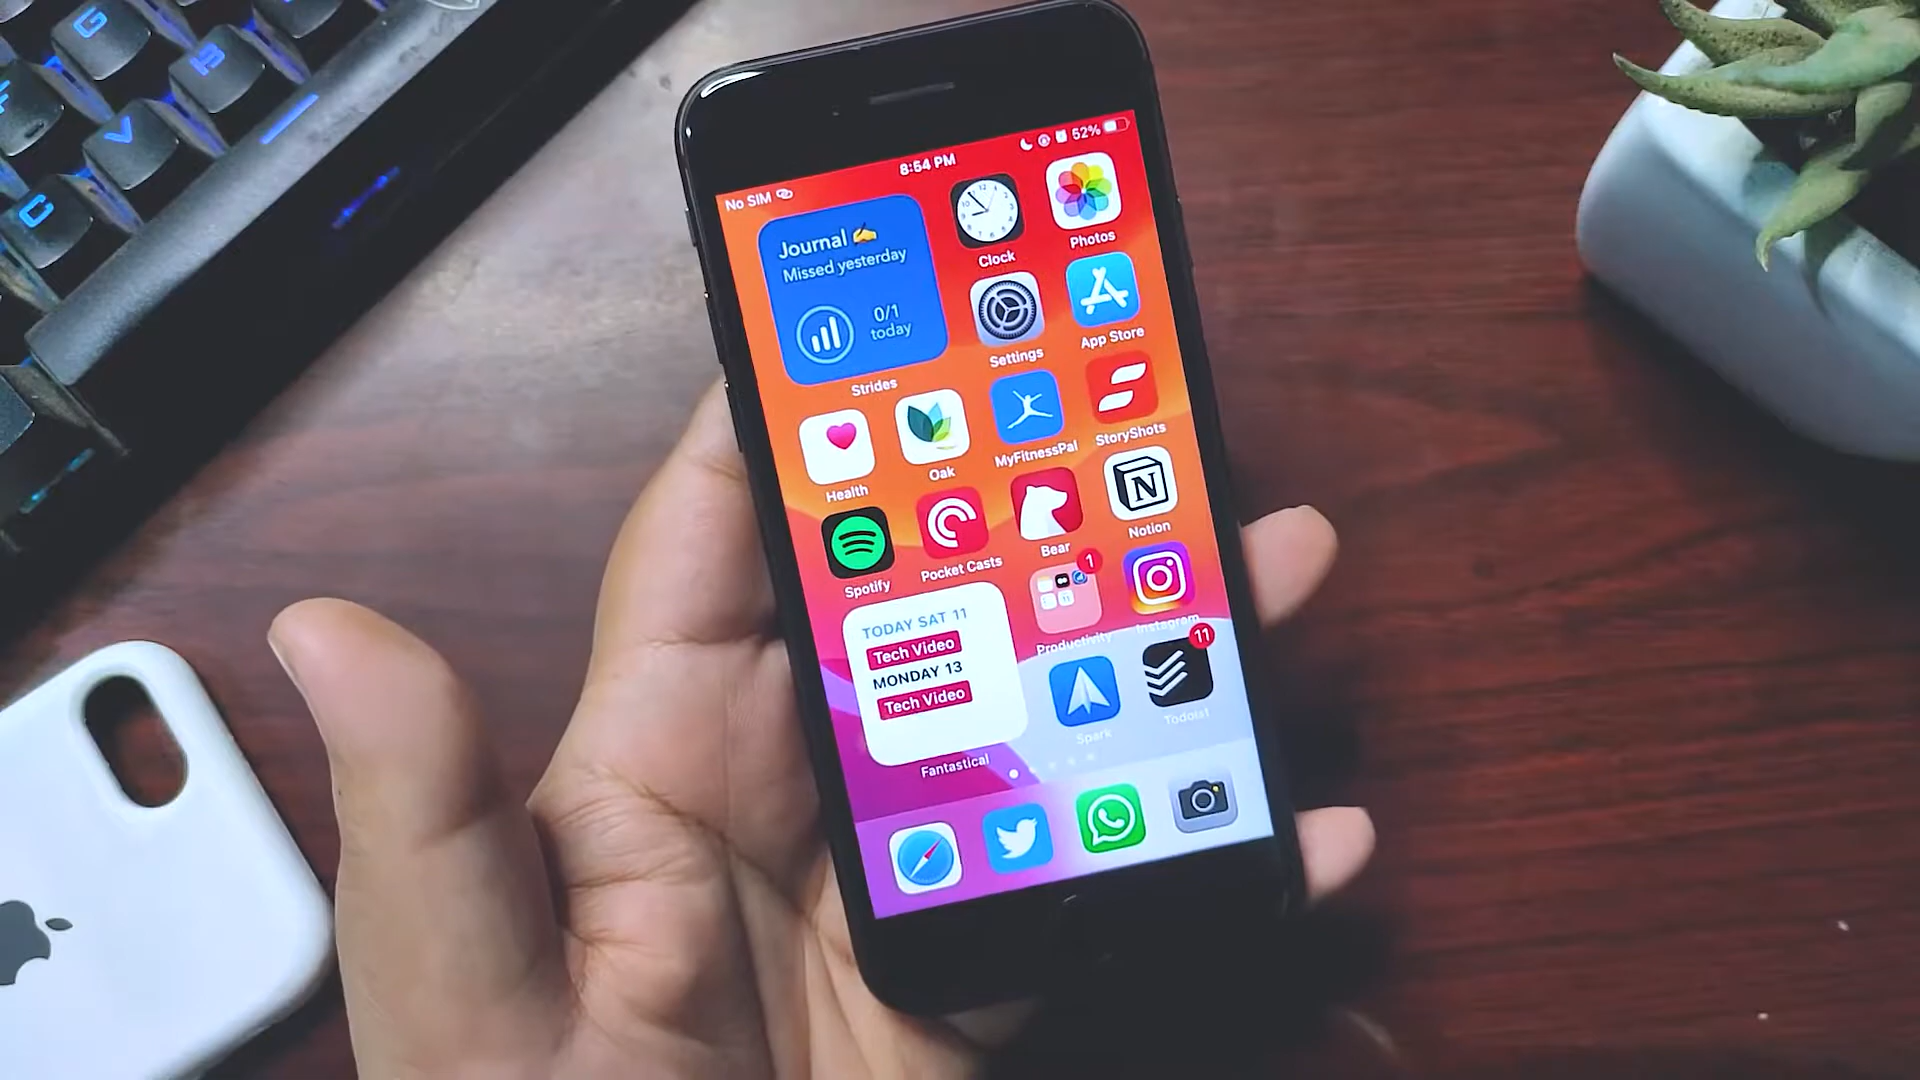 G
B
F
V
C
No SIM
8:54 PM
52%
Journal ✍️
Missed yesterday
0/1
today
Strides
Clock
Photos
Settings
App Store
Health
Oak
MyFitnessPal
StoryShots
Spotify
Pocket Casts
Bear
N
Notion
TODAY SAT 11
Tech Video
MONDAY 13
Tech Video
Fantastical
1
Productivity
Instagram
Spark
11
Todoist